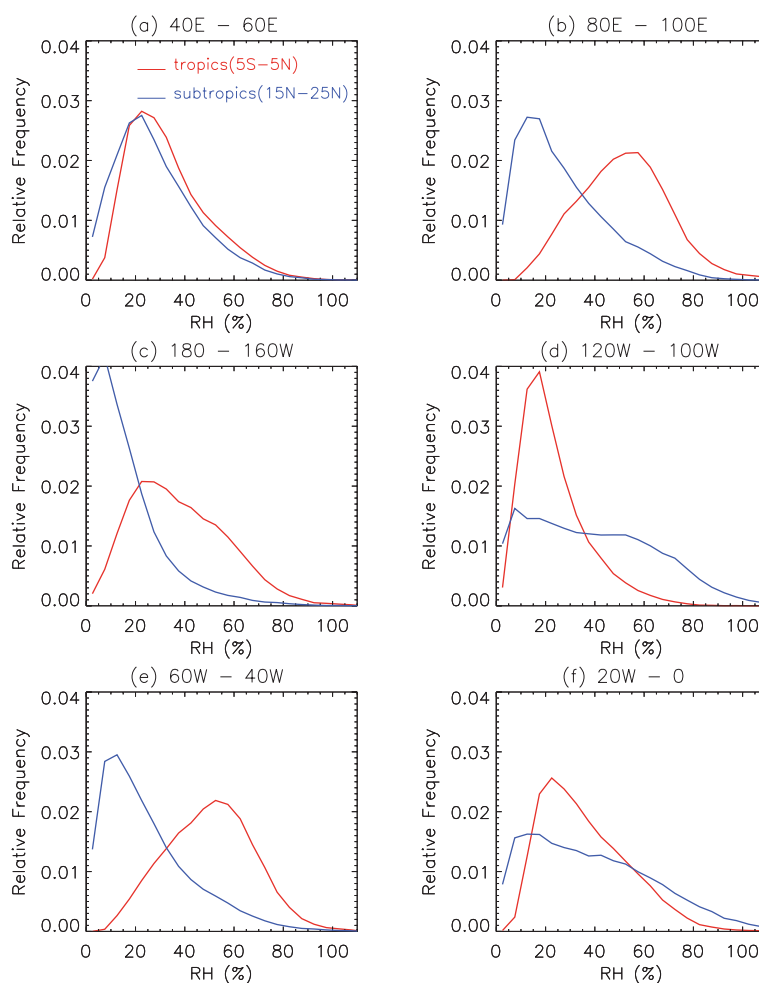 (a) 40E – 60E
0.04
0.03
0.02
0.01
0.00
Relative Frequency
tropics(5S–5N)
subtropics(15N–25N)
0 20 40 60 80 100
RH (%)
(b) 80E – 100E
0.04
0.03
0.02
0.01
0.00
Relative Frequency
0 20 40 60 80 100
RH (%)
(c) 180 – 160W
0.04
0.03
0.02
0.01
0.00
Relative Frequency
0 20 40 60 80 100
RH (%)
(d) 120W – 100W
0.04
0.03
0.02
0.01
0.00
Relative Frequency
0 20 40 60 80 100
RH (%)
(e) 60W – 40W
0.04
0.03
0.02
0.01
0.00
Relative Frequency
0 20 40 60 80 100
RH (%)
(f) 20W – 0
0.04
0.03
0.02
0.01
0.00
Relative Frequency
0 20 40 60 80 100
RH (%)